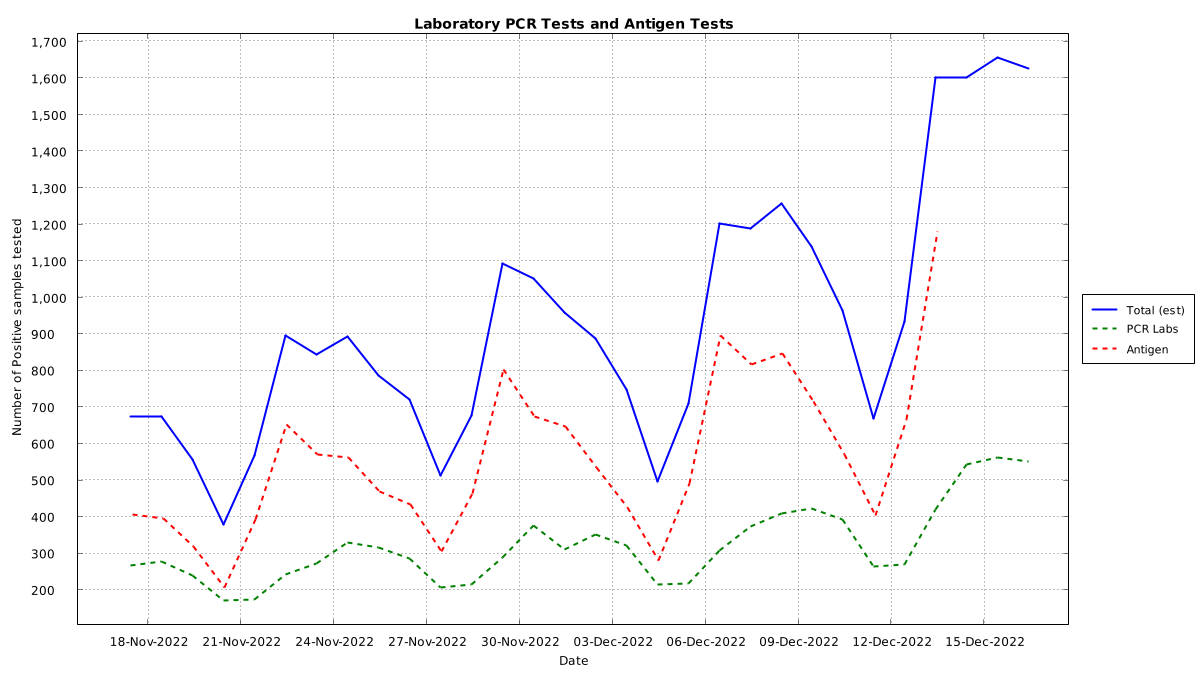 Laboratory PCR Tests and Antigen Tests
1,700
1,600
1,500
1,400
1,300
1,200
1,100
1,000
900
800
700
600
500
400
300
200
Number of Positive samples tested
18-Nov-2022 21-Nov-2022 24-Nov-2022 27-Nov-2022 30-Nov-2022 03-Dec-2022 06-Dec-2022 09-Dec-2022 12-Dec-2022 15-Dec-2022
Date
Total (est)
PCR Labs
Antigen